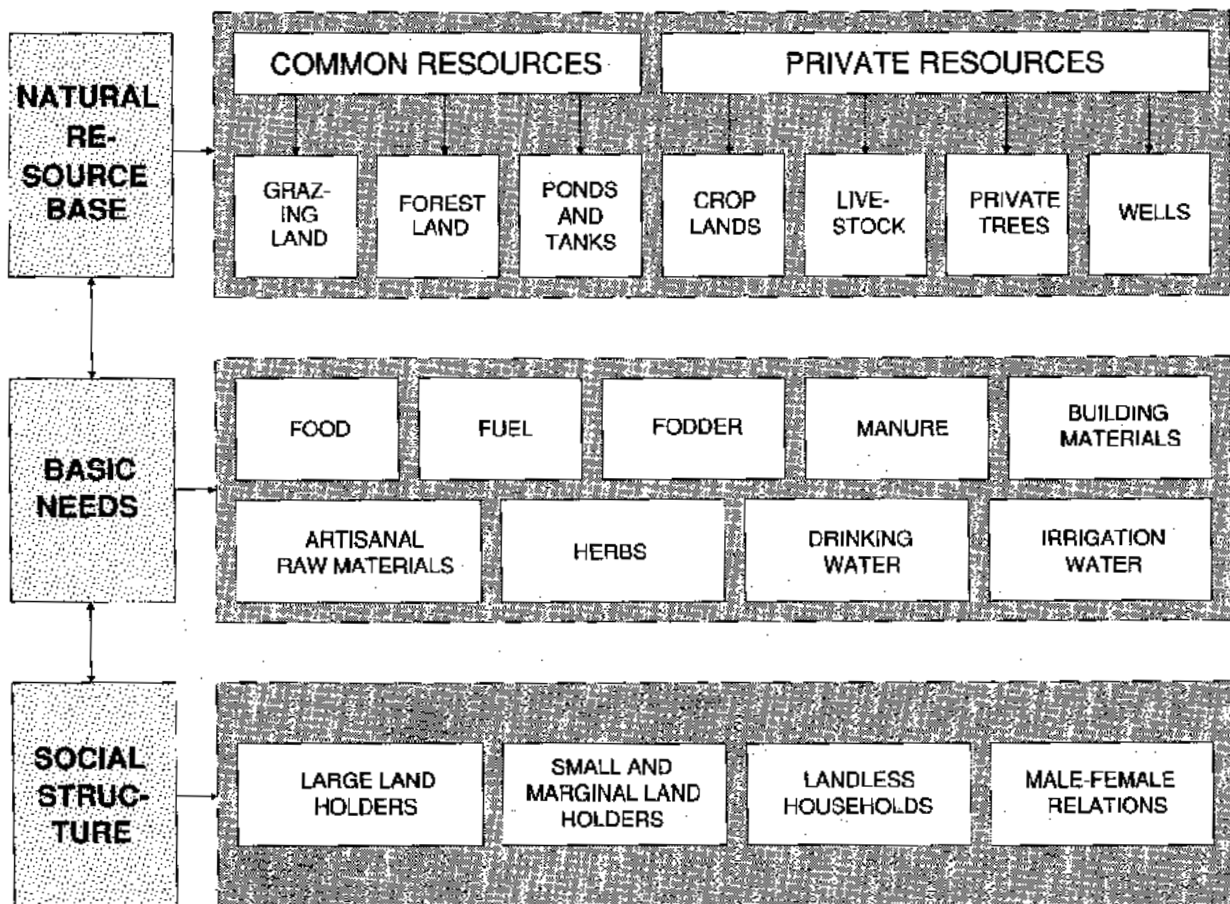 NATURAL
RE-
SOURCE
BASE
COMMON RESOURCES
PRIVATE RESOURCES
GRAZ-
ING
LAND
FOREST
LAND
PONDS
AND
TANKS
CROP
LANDS
LIVE-
STOCK
PRIVATE
TREES
WELLS
BASIC
NEEDS
FOOD
FUEL
FODDER
MANURE
BUILDING
MATERIALS
ARTISANAL
RAW MATERIALS
HERBS
DRINKING
WATER
IRRIGATION
WATER
SOCIAL
STRUC-
TURE
LARGE LAND
HOLDERS
SMALL AND
MARGINAL LAND
HOLDERS
LANDLESS
HOUSEHOLDS
MALE-FEMALE
RELATIONS